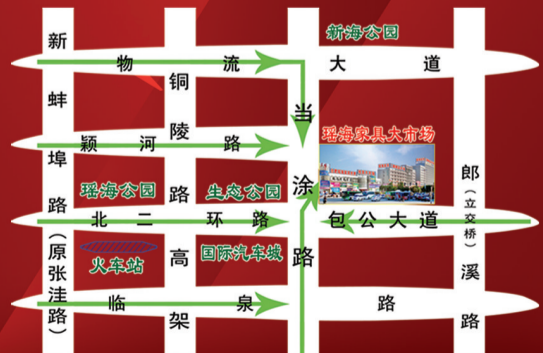 新海公园
物流大道
颖河路
瑶海家具大市场
瑶海公园
生态公园
北二环路
包公大道
火车站
国际汽车城
临泉路
新蚌埠路(原张洼路)
铜陵路高架
当涂路
郎(立交桥)溪路